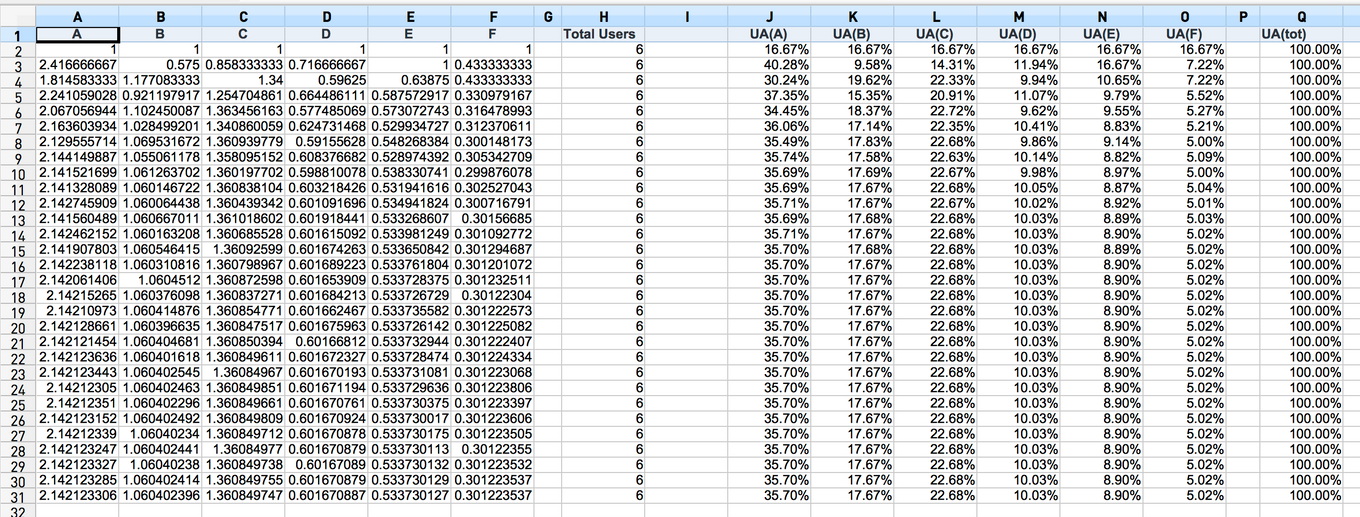 A B C D E F G H I J K L M N O P Q
1 A B C D E F Total Users UA(A) UA(B) UA(C) UA(D) UA(E) UA(F) UA(tot)
2 1 1 1 1 1 1 6 16.67% 16.67% 16.67% 16.67% 16.67% 16.67% 100.00%
3 2.416666667 0.575 0.858333333 0.716666667 1 0.433333333 6 40.28% 9.58% 14.31% 11.94% 16.67% 7.22% 100.00%
4 1.814583333 1.177083333 1.34 0.59625 0.63875 0.433333333 6 30.24% 19.62% 22.33% 9.94% 10.65% 7.22% 100.00%
5 2.241059028 0.921197917 1.254704861 0.664486111 0.587572917 0.330979167 6 37.35% 15.35% 20.91% 11.07% 9.79% 5.52% 100.00%
6 2.067056944 1.102450087 1.363456163 0.577485069 0.573072743 0.316478993 6 34.45% 18.37% 22.72% 9.62% 9.55% 5.27% 100.00%
7 2.163603934 1.028499201 1.340860059 0.624731468 0.529934727 0.312370611 6 36.06% 17.14% 22.35% 10.41% 8.83% 5.21% 100.00%
8 2.129555714 1.069531672 1.360939779 0.59155628 0.548268384 0.300148173 6 35.49% 17.83% 22.68% 9.86% 9.14% 5.00% 100.00%
9 2.144149887 1.055061178 1.358095152 0.608376682 0.528974392 0.305342709 6 35.74% 17.58% 22.63% 10.14% 8.82% 5.09% 100.00%
10 2.141521699 1.061263702 1.360197702 0.598810078 0.538330741 0.299876078 6 35.69% 17.69% 22.67% 9.98% 8.97% 5.00% 100.00%
11 2.141328089 1.060146722 1.360838104 0.603218426 0.531941616 0.302527043 6 35.69% 17.67% 22.68% 10.05% 8.87% 5.04% 100.00%
12 2.142745909 1.060064438 1.360439342 0.601091696 0.534941824 0.300716791 6 35.71% 17.67% 22.67% 10.02% 8.92% 5.01% 100.00%
13 2.141560489 1.060667011 1.361018602 0.601918441 0.533268607 0.30156685 6 35.69% 17.68% 22.68% 10.03% 8.89% 5.03% 100.00%
14 2.142462152 1.060163208 1.360685528 0.601615092 0.533981249 0.301092772 6 35.71% 17.67% 22.68% 10.03% 8.90% 5.02% 100.00%
15 2.141907803 1.060546415 1.36092599 0.601674263 0.533650842 0.301294687 6 35.70% 17.68% 22.68% 10.03% 8.89% 5.02% 100.00%
16 2.142238118 1.060310816 1.360798967 0.601689223 0.533761804 0.301201072 6 35.70% 17.67% 22.68% 10.03% 8.90% 5.02% 100.00%
17 2.142061406 1.0604512 1.360872598 0.601653909 0.533728375 0.301232511 6 35.70% 17.67% 22.68% 10.03% 8.90% 5.02% 100.00%
18 2.14215265 1.060376098 1.360837271 0.601684213 0.533726729 0.30122304 6 35.70% 17.67% 22.68% 10.03% 8.90% 5.02% 100.00%
19 2.14210973 1.060414876 1.360854771 0.601662467 0.533735582 0.301222573 6 35.70% 17.67% 22.68% 10.03% 8.90% 5.02% 100.00%
20 2.142128661 1.060396635 1.360847517 0.601675963 0.533726142 0.301225082 6 35.70% 17.67% 22.68% 10.03% 8.90% 5.02% 100.00%
21 2.142121454 1.060404681 1.360850394 0.60166812 0.533732944 0.301222407 6 35.70% 17.67% 22.68% 10.03% 8.90% 5.02% 100.00%
22 2.142123636 1.060401618 1.360849611 0.601672327 0.533728474 0.301224334 6 35.70% 17.67% 22.68% 10.03% 8.90% 5.02% 100.00%
23 2.142123443 1.060402545 1.36084967 0.601670193 0.533731081 0.301223068 6 35.70% 17.67% 22.68% 10.03% 8.90% 5.02% 100.00%
24 2.14212305 1.060402463 1.360849851 0.601671194 0.533729636 0.301223806 6 35.70% 17.67% 22.68% 10.03% 8.90% 5.02% 100.00%
25 2.14212351 1.060402296 1.360849661 0.601670761 0.533730375 0.301223397 6 35.70% 17.67% 22.68% 10.03% 8.90% 5.02% 100.00%
26 2.142123152 1.060402492 1.360849809 0.601670924 0.533730017 0.301223606 6 35.70% 17.67% 22.68% 10.03% 8.90% 5.02% 100.00%
27 2.14212339 1.06040234 1.360849712 0.601670878 0.533730175 0.301223505 6 35.70% 17.67% 22.68% 10.03% 8.90% 5.02% 100.00%
28 2.142123247 1.060402441 1.36084977 0.601670879 0.533730113 0.30122355 6 35.70% 17.67% 22.68% 10.03% 8.90% 5.02% 100.00%
29 2.142123327 1.06040238 1.360849738 0.60167089 0.533730132 0.301223532 6 35.70% 17.67% 22.68% 10.03% 8.90% 5.02% 100.00%
30 2.142123285 1.060402414 1.360849755 0.601670879 0.533730129 0.301223537 6 35.70% 17.67% 22.68% 10.03% 8.90% 5.02% 100.00%
31 2.142123306 1.060402396 1.360849747 0.601670887 0.533730127 0.301223537 6 35.70% 17.67% 22.68% 10.03% 8.90% 5.02% 100.00%
32